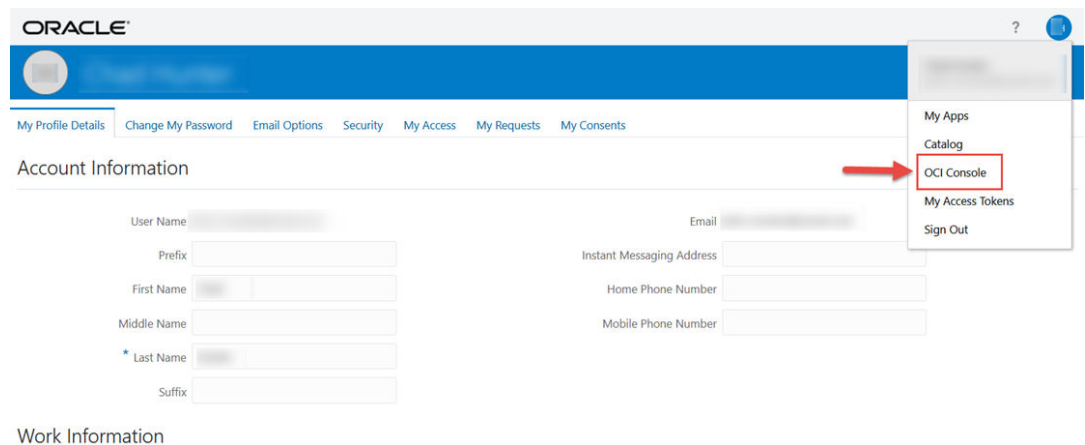 ORACLE
?
My Profile Details Change My Password Email Options Security My Access My Requests My Consents
My Apps
Catalog
OCI Console
My Access Tokens
Sign Out
Account Information
User Name
Prefix
First Name
Middle Name
* Last Name
Suffix
Email
Instant Messaging Address
Home Phone Number
Mobile Phone Number
Work Information